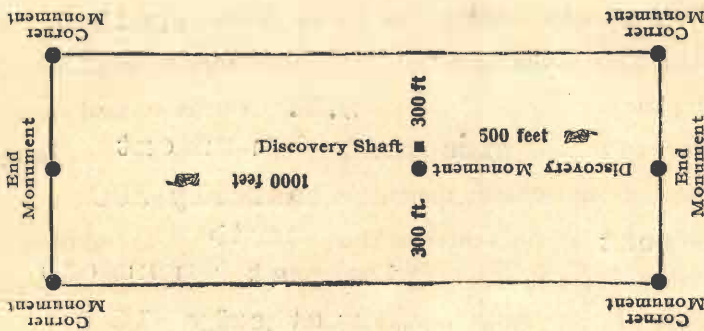 Corner
Monument
Corner
Monument
300 ft
500 feet
Discovery Shaft
End
Monument
Discovery Monument
End
Monument
1000 feet
300 ft.
Corner
Monument
Corner
Monument